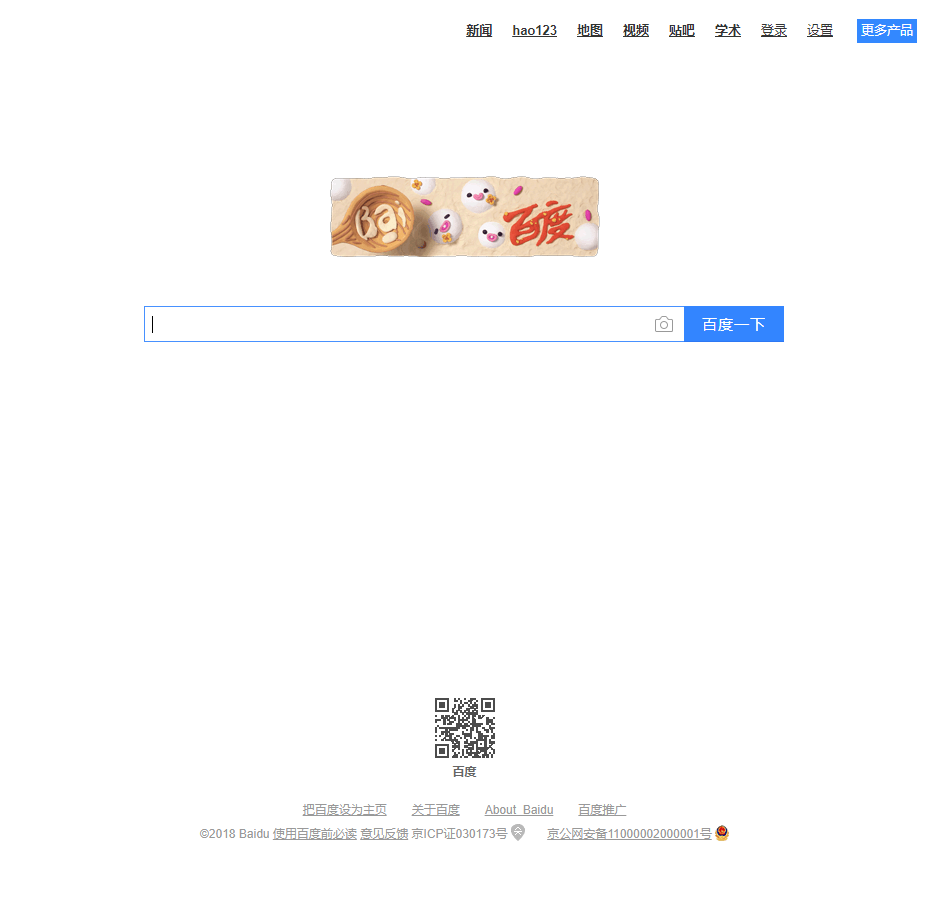 新闻 hao123 地图 视频 贴吧 学术 登录 设置 更多产品
Bai 百度
百度一下
百度
把百度设为主页 关于百度 About Baidu 百度推广
©2018 Baidu 使用百度前必读 意见反馈 京ICP证030173号 京公网安备11000002000001号